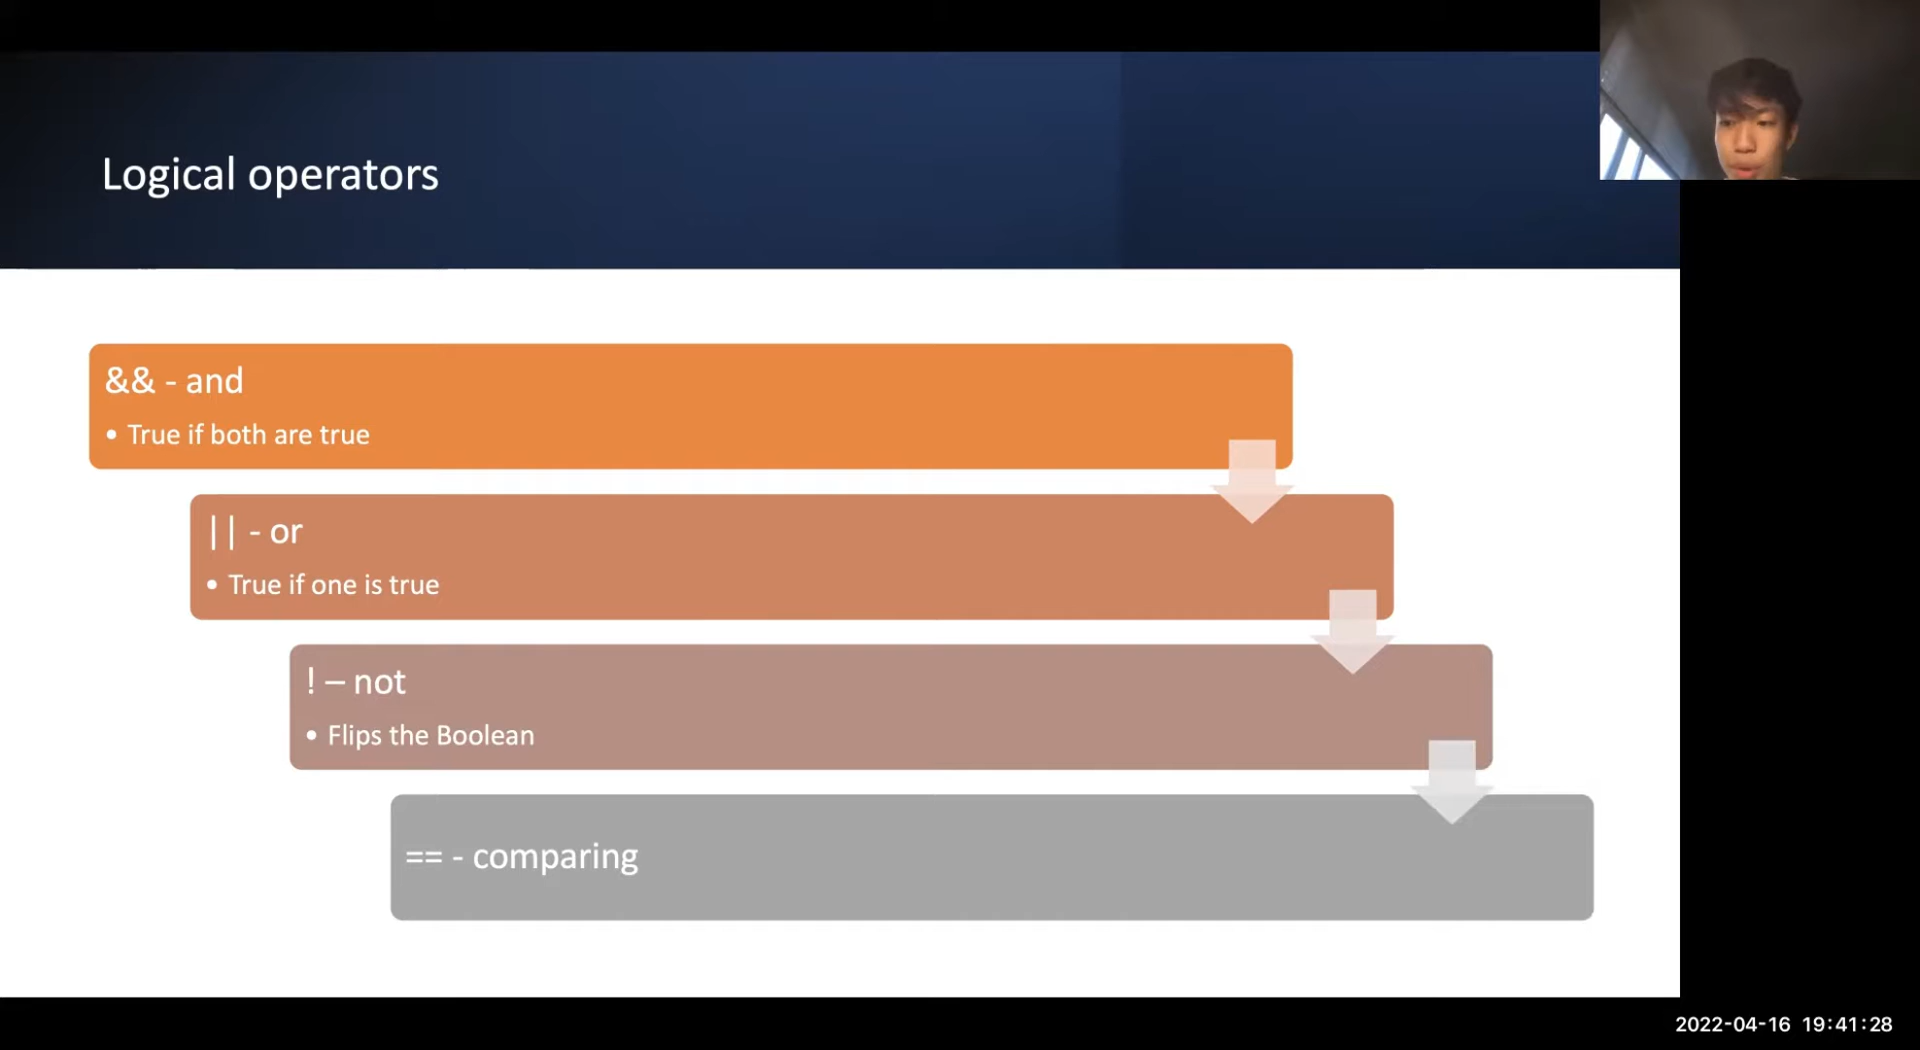 Logical operators
&& - and
• True if both are true
|| - or
• True if one is true
! – not
• Flips the Boolean
== - comparing
2022-04-16 19:41:28